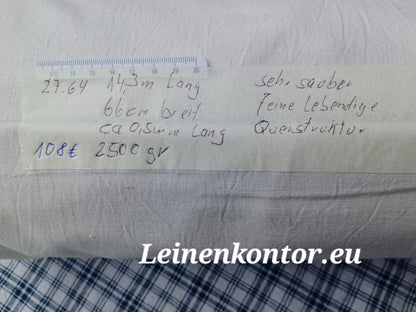 27.64 14,3m lang sehr sauber
66cm breit feine lebendige
ca 0,5mm lang Querstruktur
108€ 2500 gr
Leinenkontor.eu